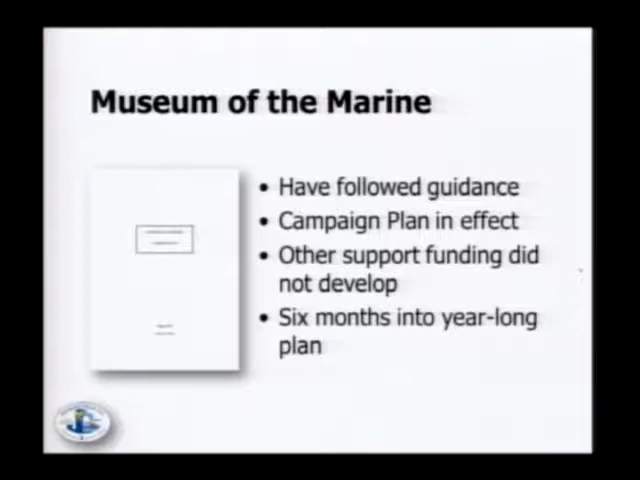 Museum of the Marine
• Have followed guidance
• Campaign Plan in effect
• Other support funding did
not develop
• Six months into year-long
plan